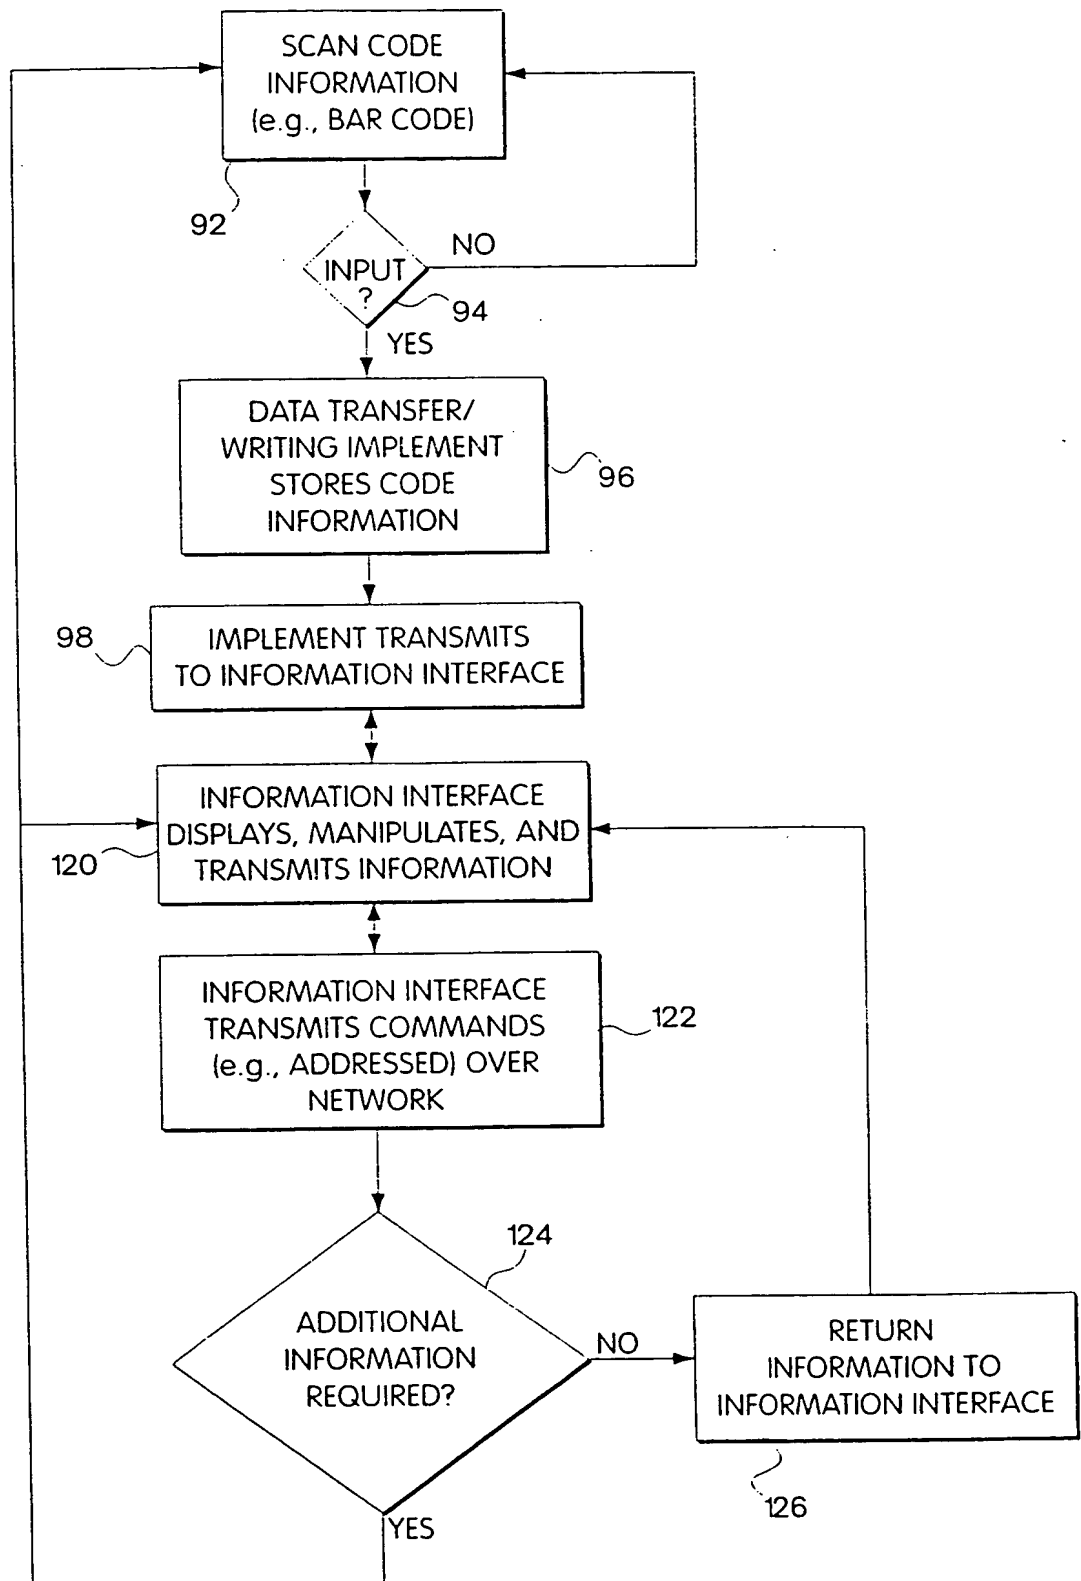 SCAN CODE
INFORMATION
(e.g., BAR CODE)
92
NO
INPUT
?
94
YES
DATA TRANSFER/
WRITING IMPLEMENT
STORES CODE
INFORMATION
96
98
IMPLEMENT TRANSMITS
TO INFORMATION INTERFACE
INFORMATION INTERFACE
DISPLAYS, MANIPULATES, AND
TRANSMITS INFORMATION
120
INFORMATION INTERFACE
TRANSMITS COMMANDS
(e.g., ADDRESSED) OVER
NETWORK
122
124
ADDITIONAL
INFORMATION
REQUIRED?
NO
RETURN
INFORMATION TO
INFORMATION INTERFACE
126
YES